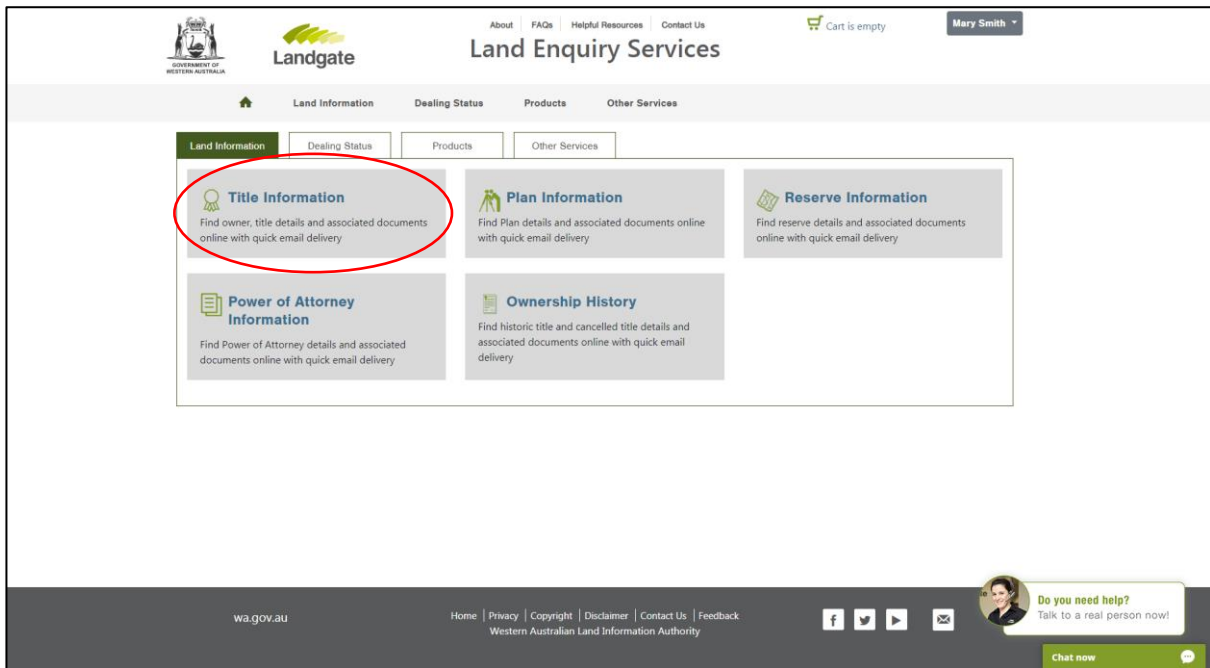 GOVERNMENT OF
WESTERN AUSTRALIA
Landgate
About FAQs Helpful Resources Contact Us
Land Enquiry Services
Cart is empty
Mary Smith
Land Information Dealing Status Products Other Services
Land Information Dealing Status Products Other Services
Title Information
Find owner, title details and associated documents
online with quick email delivery
Plan Information
Find Plan details and associated documents online
with quick email delivery
Reserve Information
Find reserve details and associated documents
online with quick email delivery
Power of Attorney
Information
Find Power of Attorney details and associated
documents online with quick email delivery
Ownership History
Find historic title and cancelled title details and
associated documents online with quick email
delivery
wa.gov.au
Home | Privacy | Copyright | Disclaimer | Contact Us | Feedback
Western Australian Land Information Authority
Do you need help?
Talk to a real person now!
Chat now